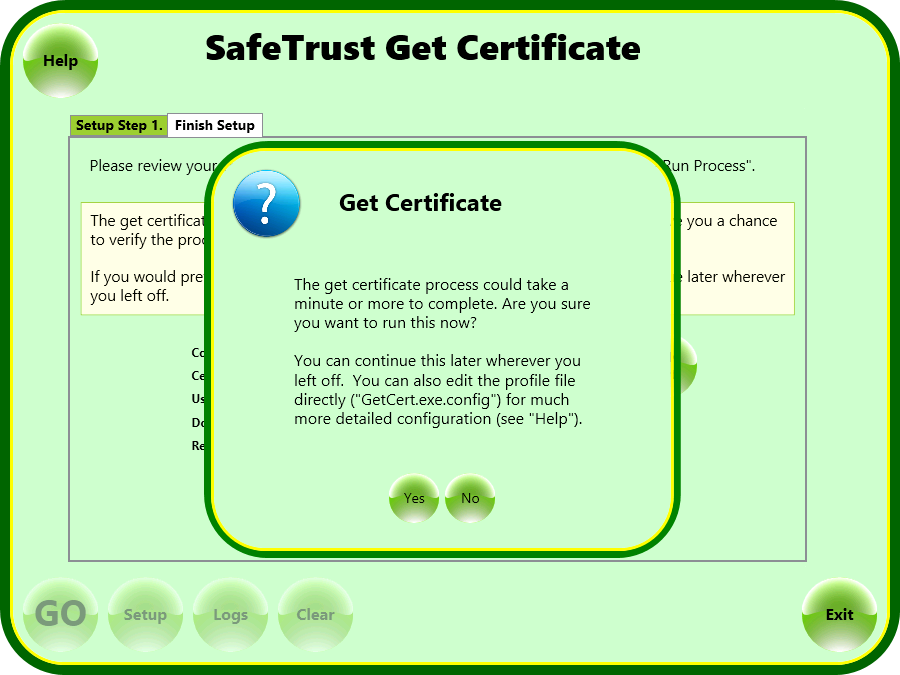 Help
SafeTrust Get Certificate
Setup Step 1. Finish Setup
Please review your Run Process".
The get certificat e you a chance
to verify the proc
If you would pre e later wherever
you left off.
?
Get Certificate
The get certificate process could take a
minute or more to complete. Are you sure
you want to run this now?
You can continue this later wherever you
left off. You can also edit the profile file
directly ("GetCert.exe.config") for much
more detailed configuration (see "Help").
Co
Ce
Us
Do
Re
Yes No
GO Setup Logs Clear Exit